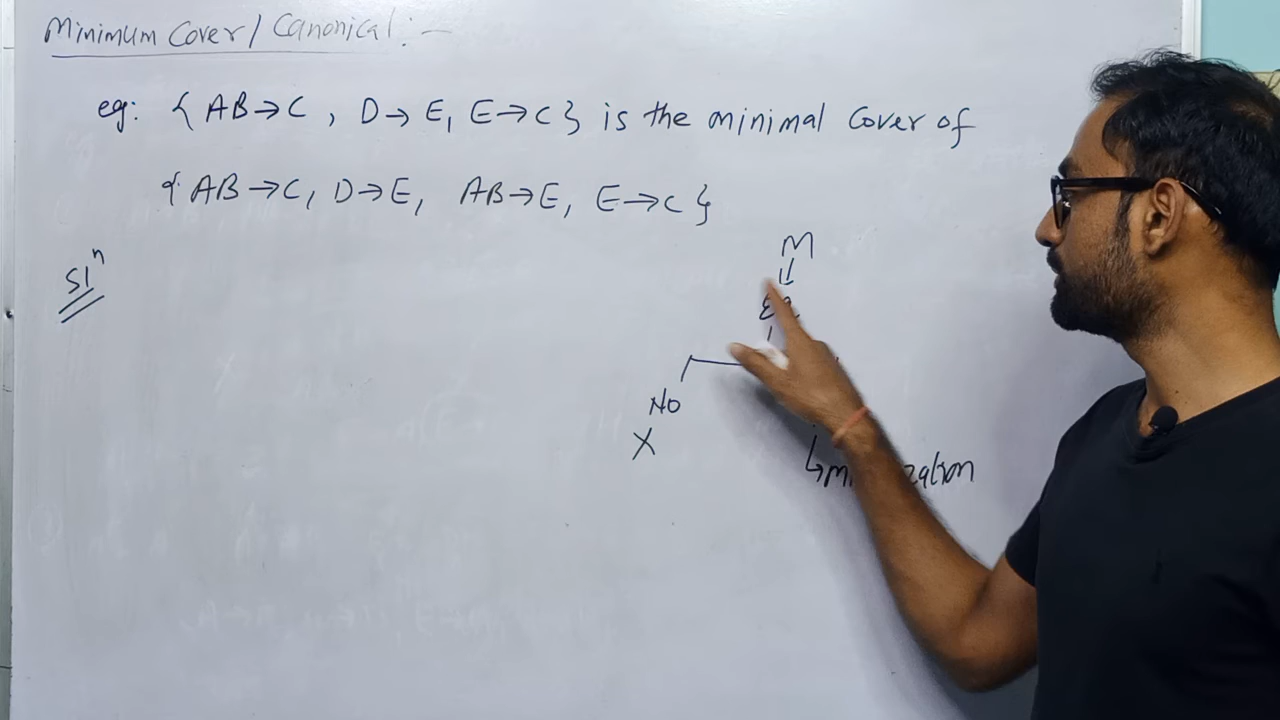 Minimum Cover / Canonical :-
eg: { AB→C , D→E, E→C } is the minimal Cover of
{ AB→C, D→E, AB→E, E→C }
Slⁿ
M
No
X